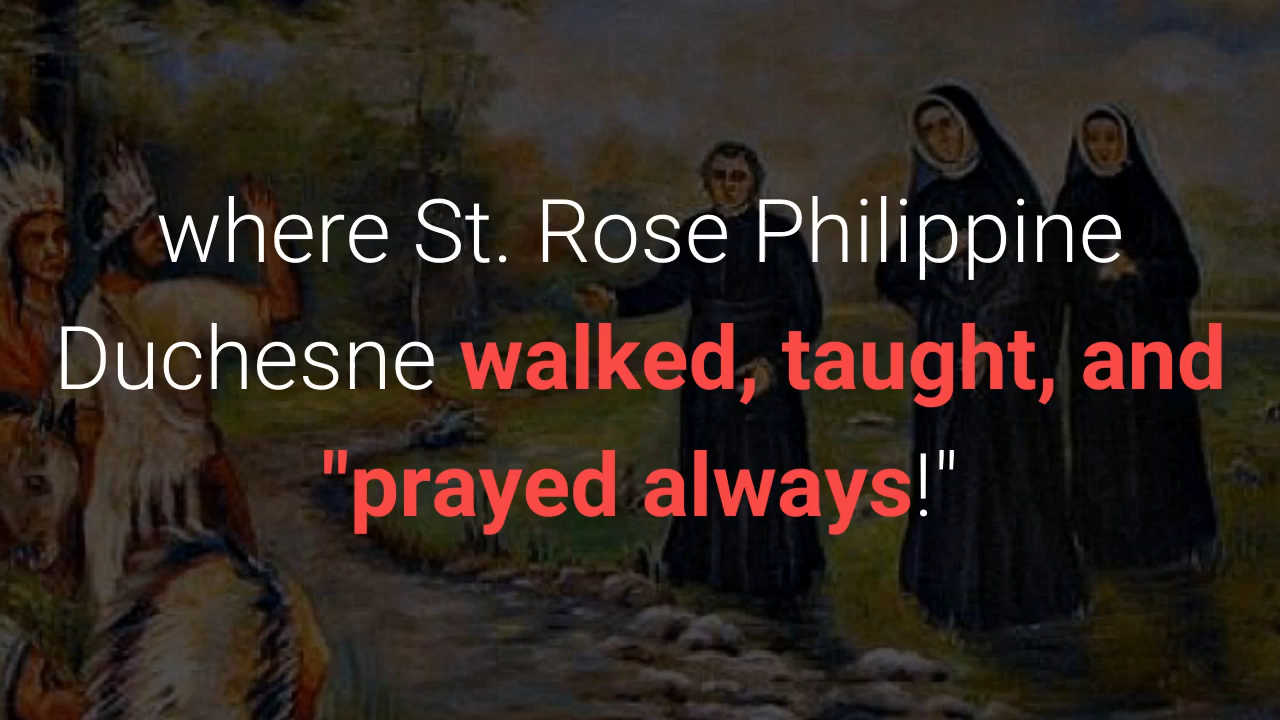 where St. Rose Philippine
Duchesne walked, taught, and
"prayed always!"